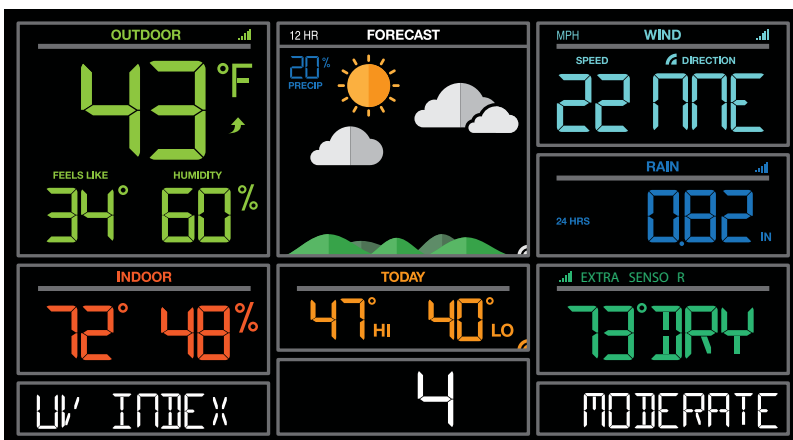 OUTDOOR
43°F
FEELS LIKE
34°
HUMIDITY
60%
12 HR FORECAST
20%
PRECIP
MPH WIND
SPEED
22
DIRECTION
NNE
RAIN
24 HRS 0.82 IN
INDOOR
72° 48%
TODAY
47° HI 40° LO
EXTRA SENSO R
73° DRY
UV INDEX
4
MODERATE